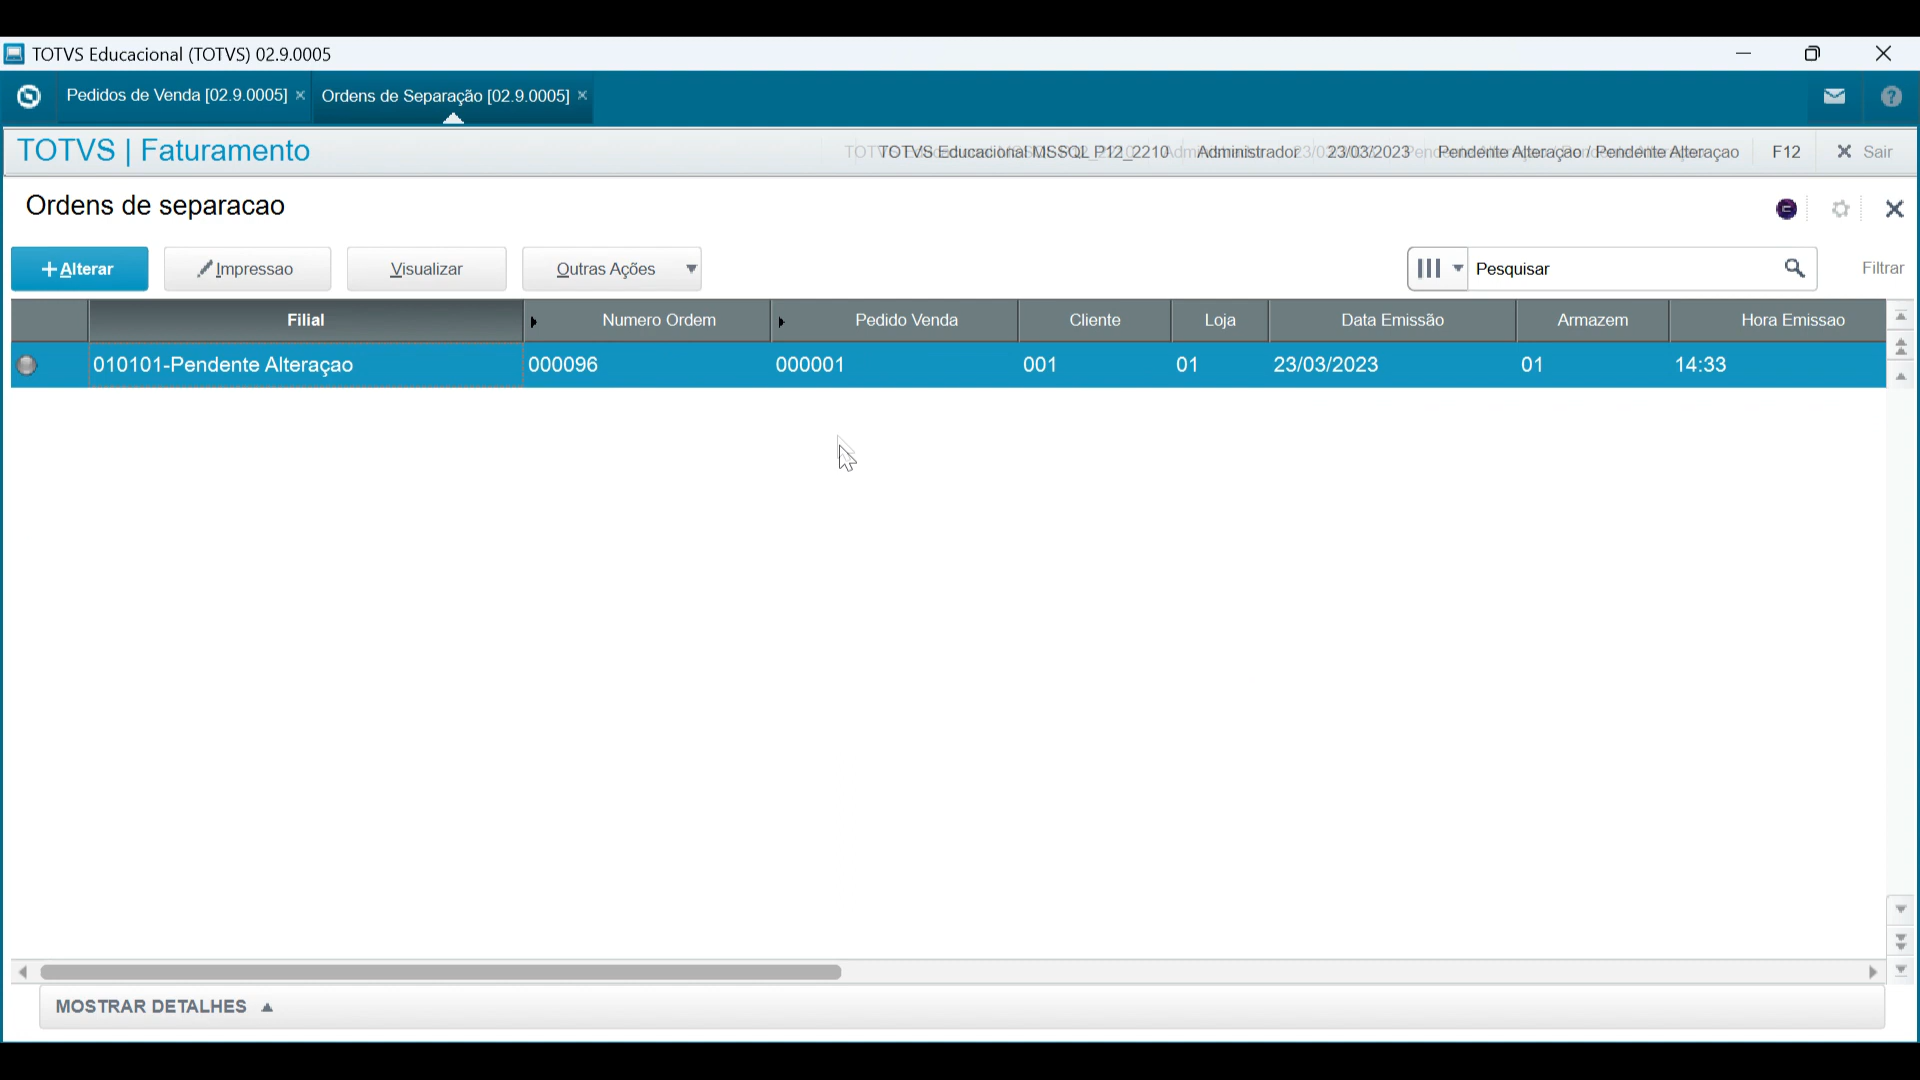 TOTVS Educacional (TOTVS) 02.9.0005
Pedidos de Venda [02.9.0005] Ordens de Separação [02.9.0005]
TOTVS | Faturamento TOTVS Educacional MSSQL P12_2210 Administrador 23/03/2023 Pendente Alteraçao / Pendente Alteraçao F12 Sair
Ordens de separacao
Alterar Impressao Visualizar Outras Ações Pesquisar Filtrar
Filial Numero Ordem Pedido Venda Cliente Loja Data Emissão Armazem Hora Emissao
010101-Pendente Alteraçao 000096 000001 001 01 23/03/2023 01 14:33
MOSTRAR DETALHES